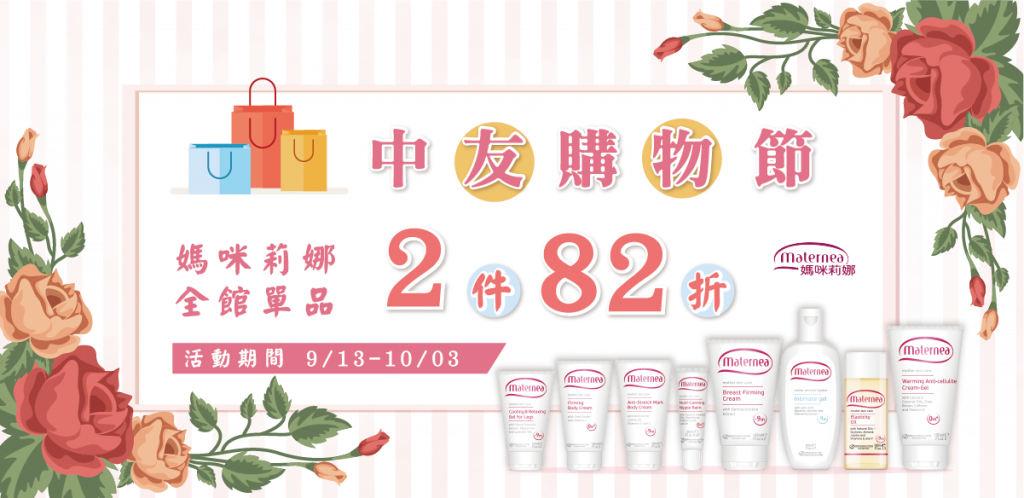 中友購物節
媽咪莉娜
全館單品
2件82折
活動期間 9/13-10/03
maternea
媽咪莉娜
maternea
Cooling & Relaxing
Gel for Legs
maternea
Firming
Body Cream
maternea
Anti-Stretch Mark
Body Cream
maternea
maternea
Breast Firming
Cream
maternea
Intimate gel
maternea
Elasticity
Oil
maternea
Warming Anti-cellulite
Cream-Gel